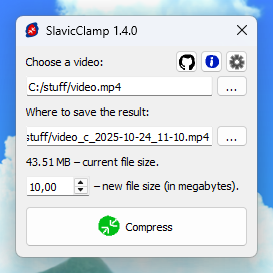 SlavicClamp 1.4.0
Choose a video:
C:/stuff/video.mp4
...
Where to save the result:
stuff/video_c_2025-10-24_11-10.mp4
...
43.51 MB – current file size.
10,00 – new file size (in megabytes).
Compress